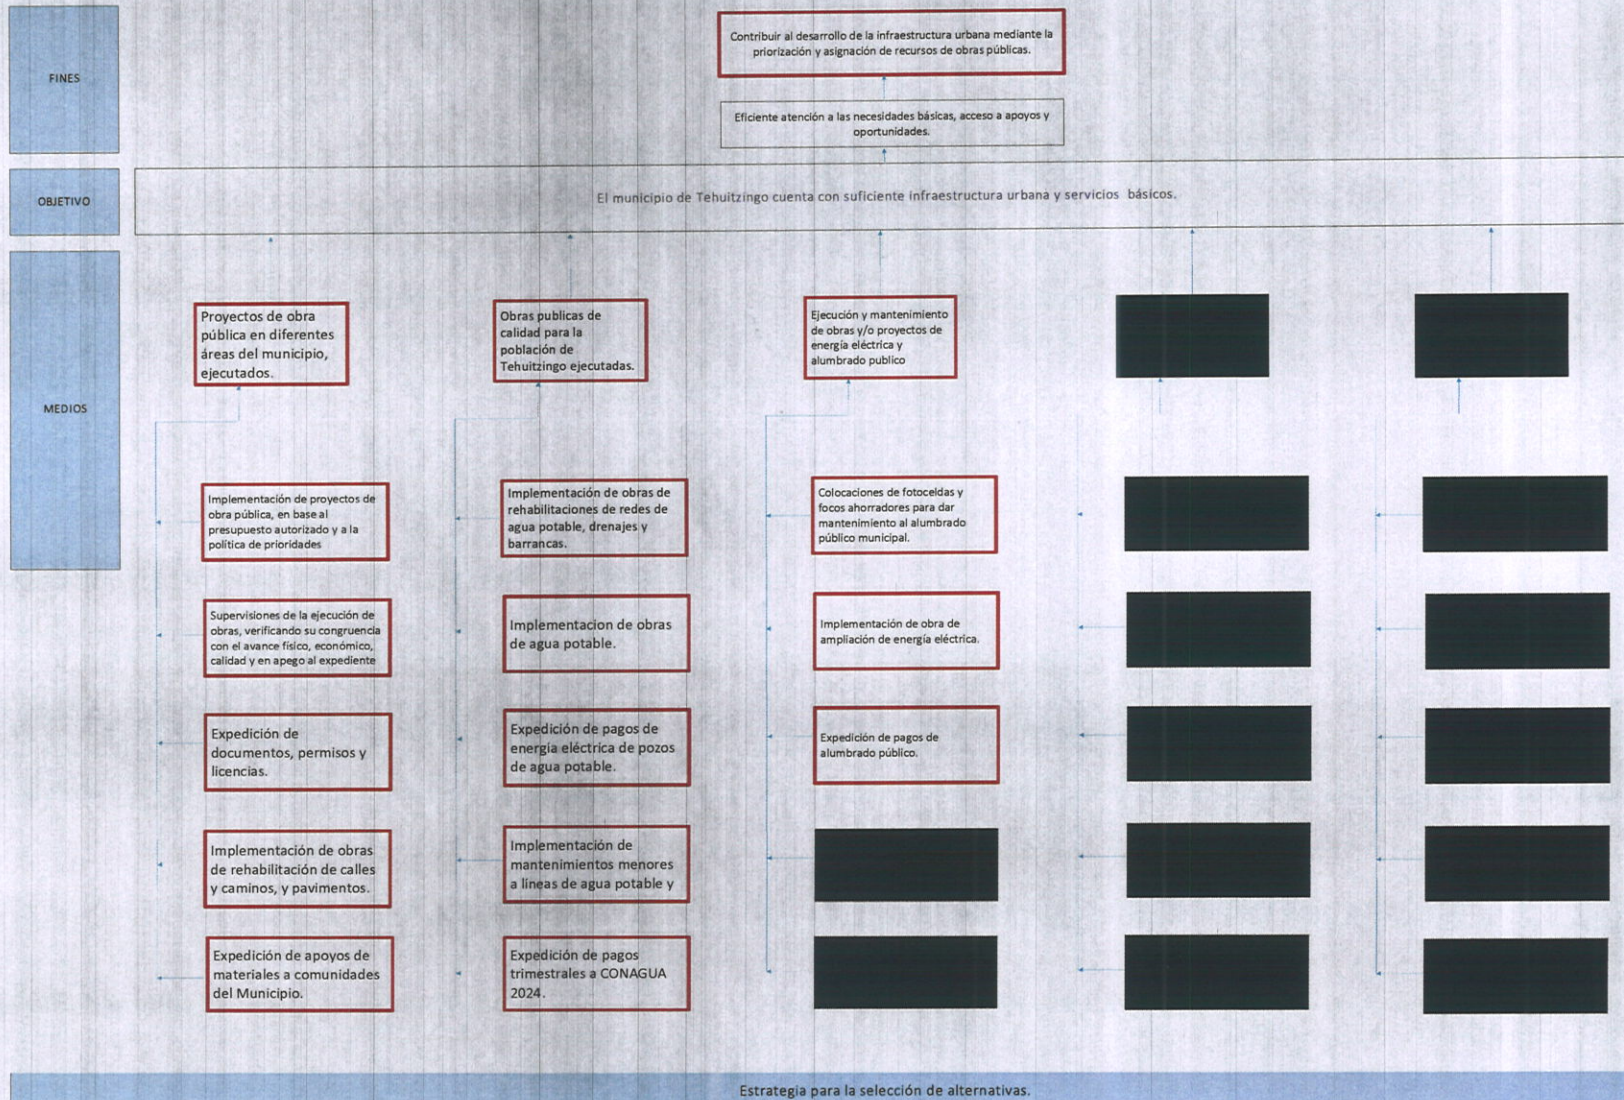 FINES
Contribuir al desarrollo de la infraestructura urbana mediante la
priorización y asignación de recursos de obras públicas.
Eficiente atención a las necesidades básicas, acceso a apoyos y
oportunidades.
OBJETIVO
El municipio de Tehuitzingo cuenta con suficiente infraestructura urbana y servicios básicos.
MEDIOS
Proyectos de obra
pública en diferentes
áreas del municipio,
ejecutados.
Obras publicas de
calidad para la
población de
Tehuitzingo ejecutadas.
Ejecución y mantenimiento
de obras y/o proyectos de
energía eléctrica y
alumbrado publico
Implementación de proyectos de
obra pública, en base al
presupuesto autorizado y a la
política de prioridades
Implementación de obras de
rehabilitaciones de redes de
agua potable, drenajes y
barrancas.
Colocaciones de fotoceldas y
focos ahorradores para dar
mantenimiento al alumbrado
público municipal.
Supervisiones de la ejecución de
obras, verificando su congruencia
con el avance físico, económico,
calidad y en apego al expediente
Implementacion de obras
de agua potable.
Implementación de obra de
ampliación de energía eléctrica.
Expedición de
documentos, permisos y
licencias.
Expedición de pagos de
energía eléctrica de pozos
de agua potable.
Expedición de pagos de
alumbrado público.
Implementación de obras
de rehabilitación de calles
y caminos, y pavimentos.
Implementación de
mantenimientos menores
a líneas de agua potable y
Expedición de apoyos de
materiales a comunidades
del Municipio.
Expedición de pagos
trimestrales a CONAGUA
2024.
Estrategia para la selección de alternativas.